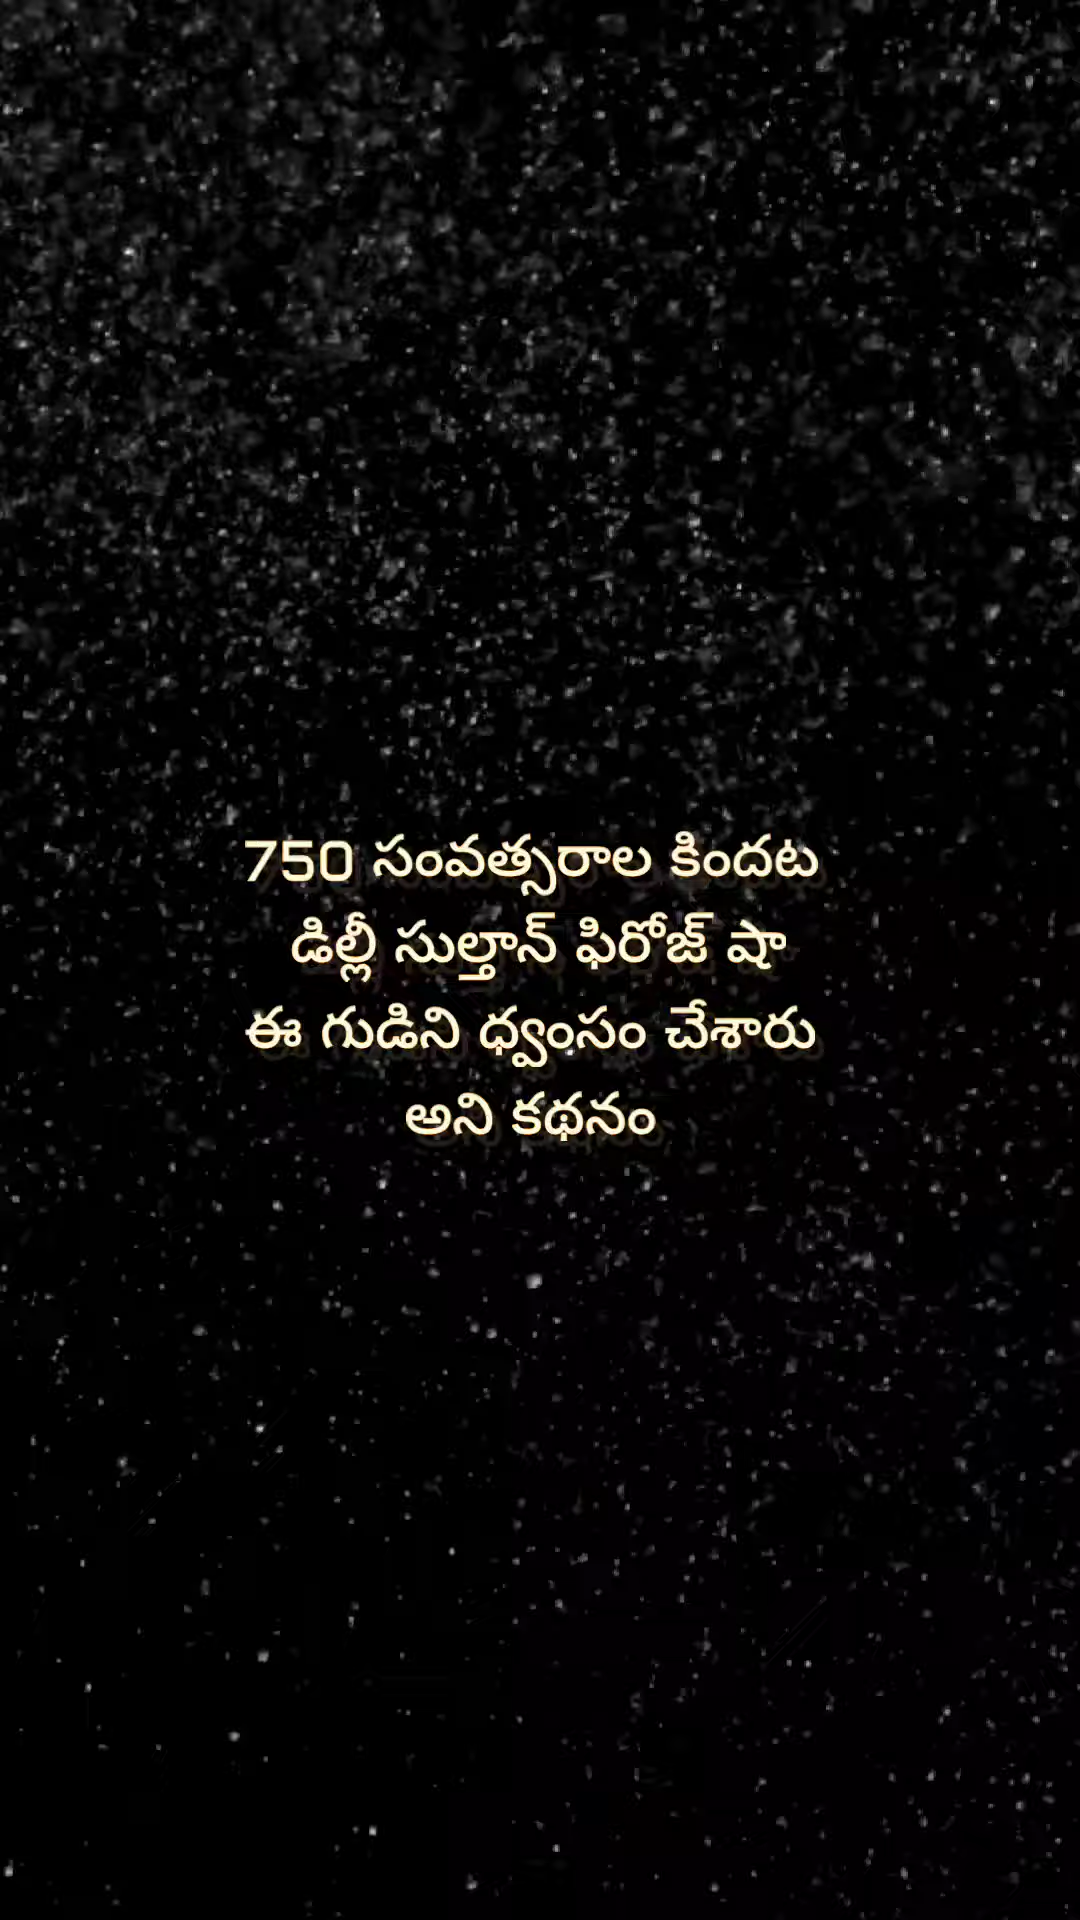 750 సంవత్సరాల కిందట
డిల్లీ సుల్తాన్ ఫిరోజ్ షా
ఈ గుడిని ధ్వంసం చేశారు
అని కథనం